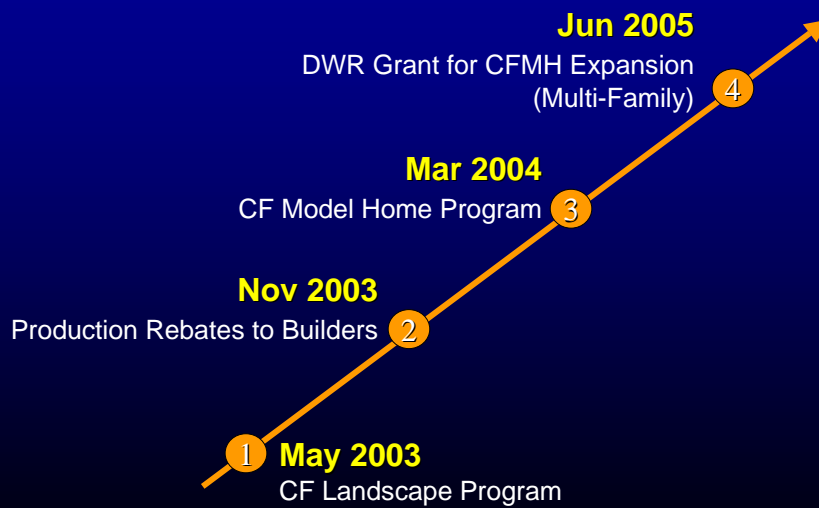 Jun 2005
DWR Grant for CFMH Expansion
(Multi-Family)
4
Mar 2004
CF Model Home Program
3
Nov 2003
Production Rebates to Builders
2
1
May 2003
CF Landscape Program